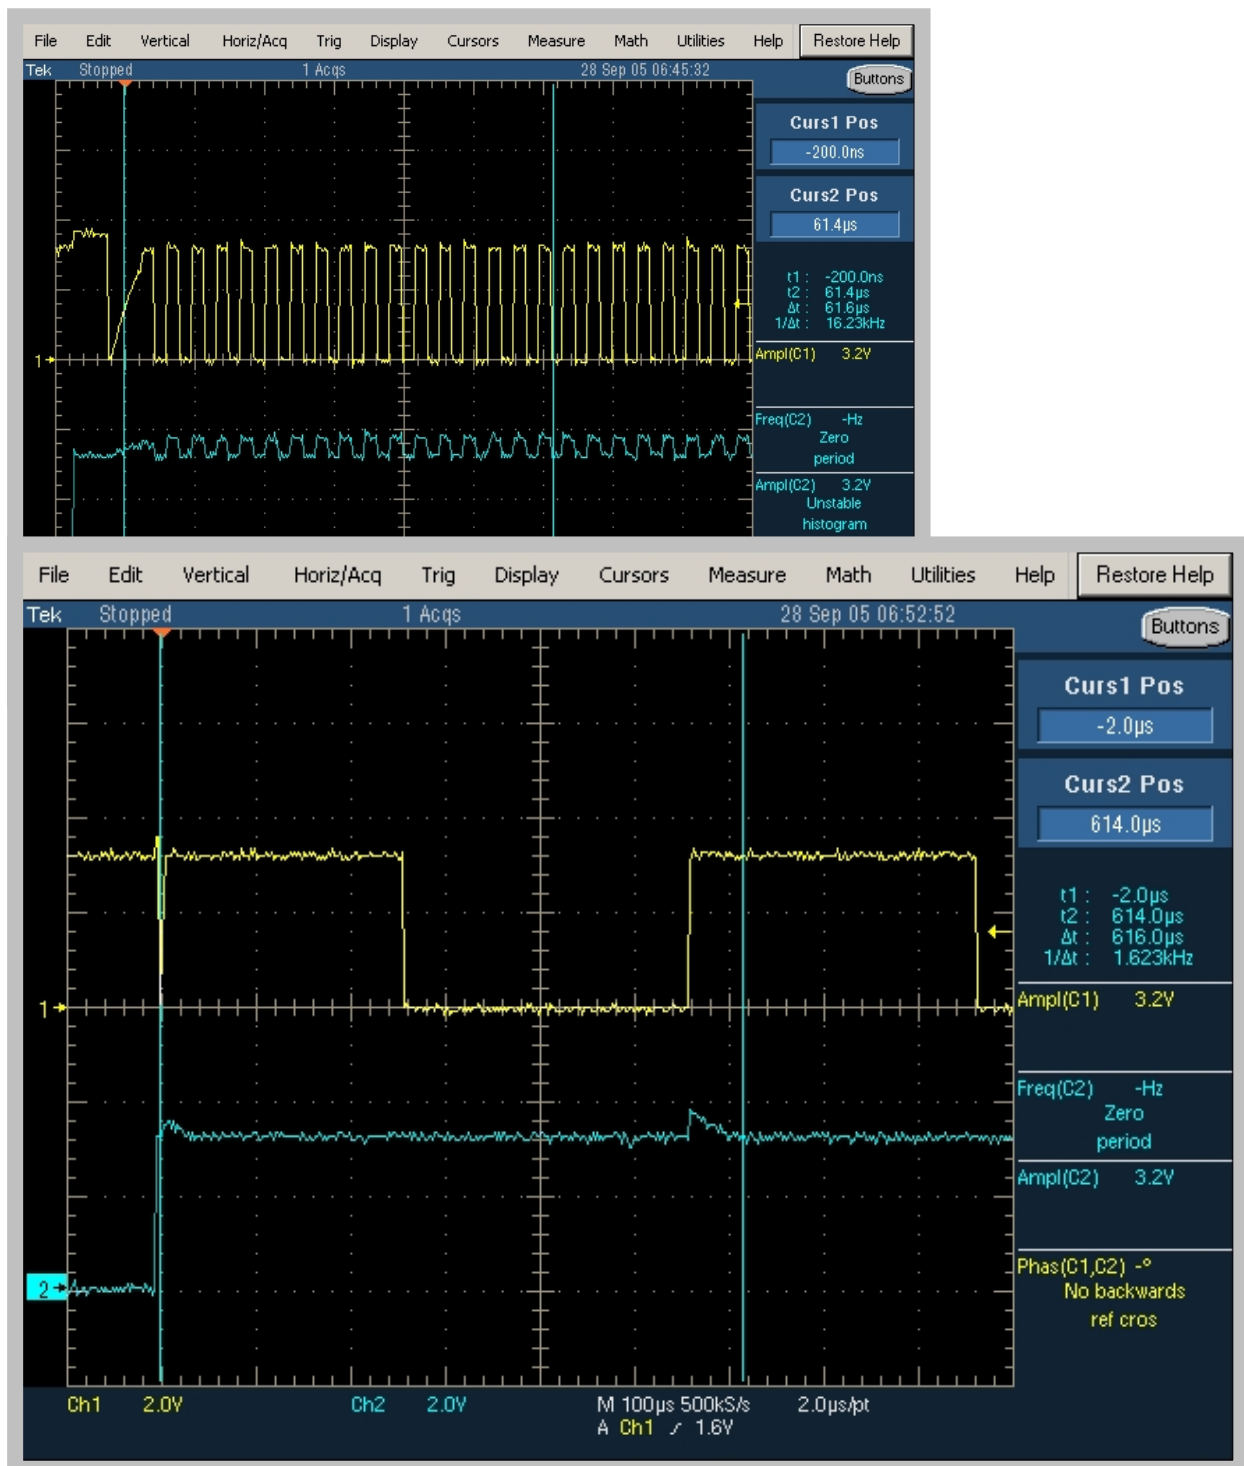 File Edit Vertical Horiz/Acq Trig Display Cursors Measure Math Utilities Help Restore Help
Tek Stopped 1 Acqs 28 Sep 05 06:45:32
Buttons
Curs1 Pos
-200.0ns
Curs2 Pos
61.4µs
t1 : -200.0ns
t2 : 61.4µs
Δt : 61.6µs
1/Δt : 16.23kHz
1
Ampl(C1) 3.2V
Freq(C2) -Hz
Zero
period
Ampl(C2) 3.2V
Unstable
histogram
File Edit Vertical Horiz/Acq Trig Display Cursors Measure Math Utilities Help Restore Help
Tek Stopped 1 Acqs 28 Sep 05 06:52:52
Buttons
Curs1 Pos
-2.0µs
Curs2 Pos
614.0µs
t1 : -2.0µs
t2 : 614.0µs
Δt : 616.0µs
1/Δt : 1.623kHz
1
Ampl(C1) 3.2V
Freq(C2) -Hz
Zero
period
Ampl(C2) 3.2V
2
Phas(C1,C2) -º
No backwards
ref cros
Ch1 2.0V Ch2 2.0V M 100µs 500kS/s 2.0µs/pt
A Ch1 1.6V